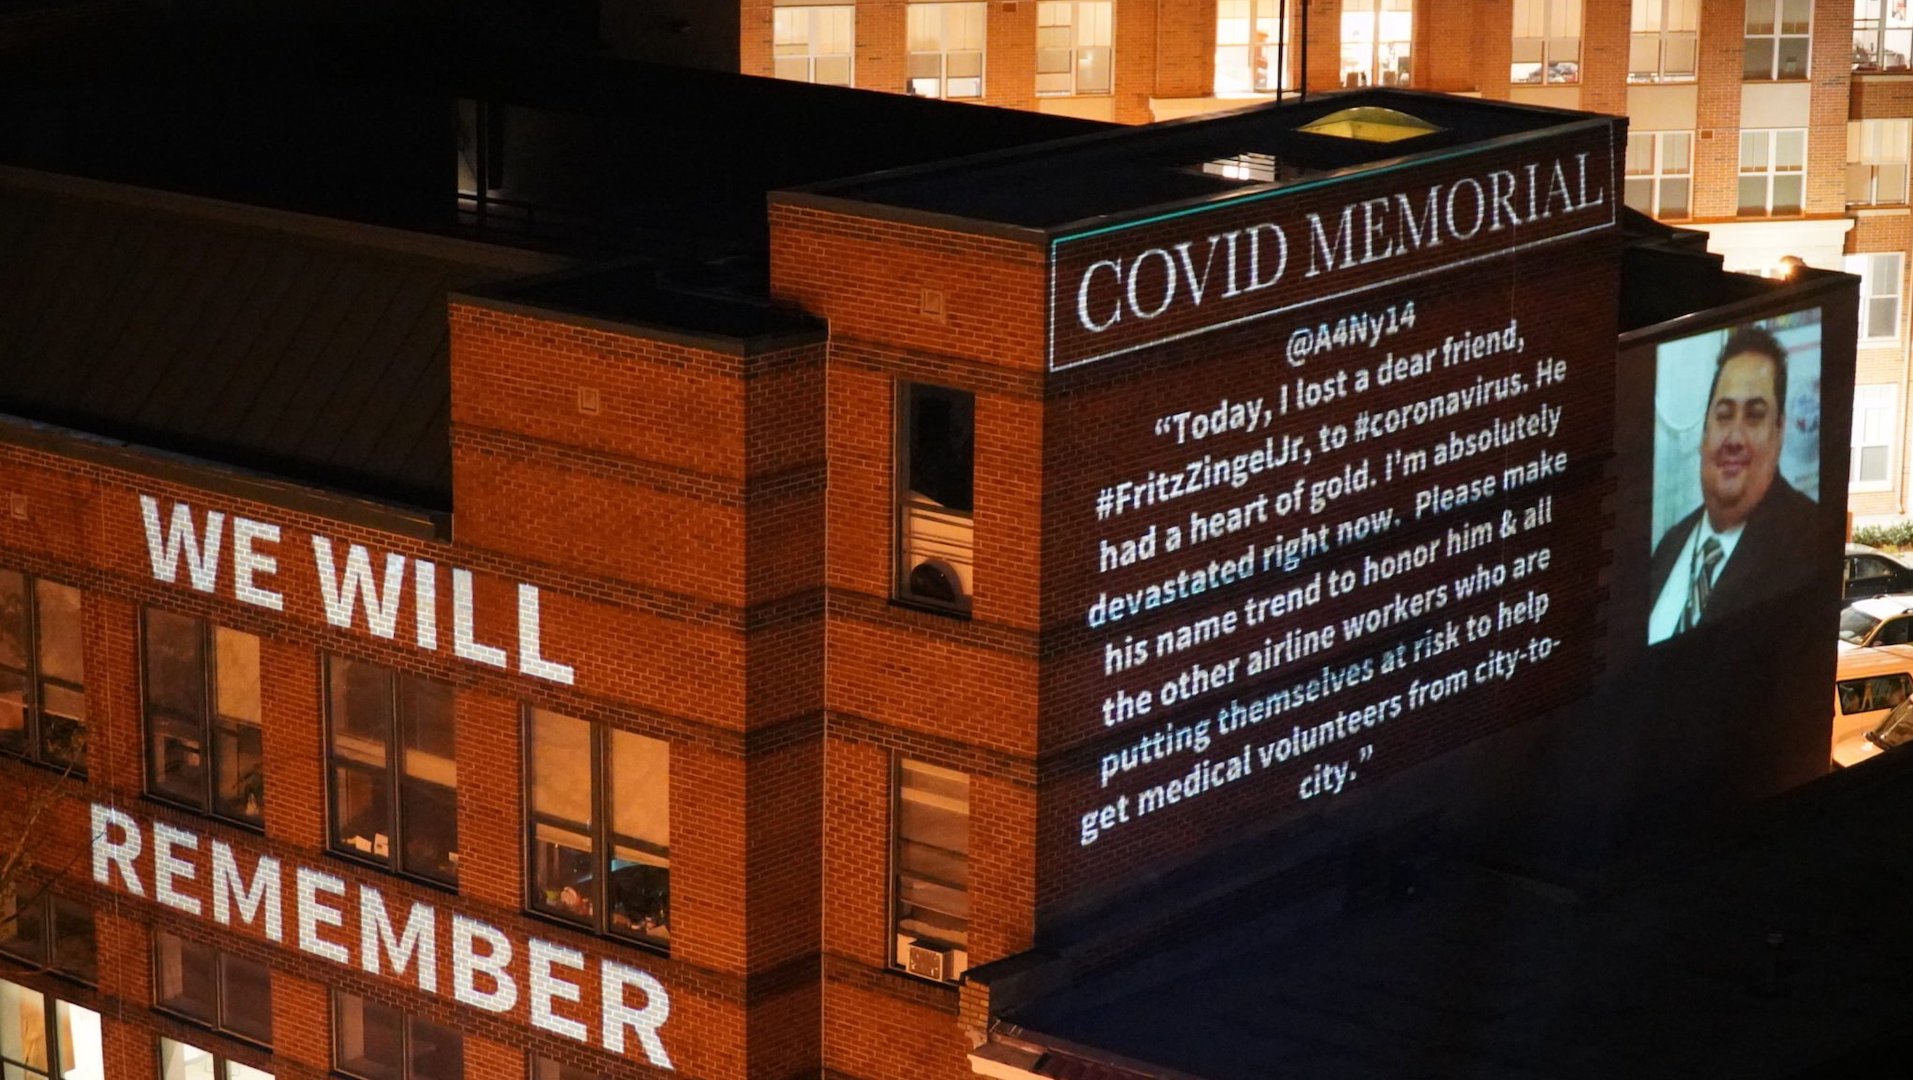 WE WILL
REMEMBER
COVID MEMORIAL
@A4Ny14
“Today, I lost a dear friend,
#FritzZingelJr, to #coronavirus. He
had a heart of gold. I'm absolutely
devastated right now. Please make
his name trend to honor him & all
the other airline workers who are
putting themselves at risk to help
get medical volunteers from city-to-
city.”